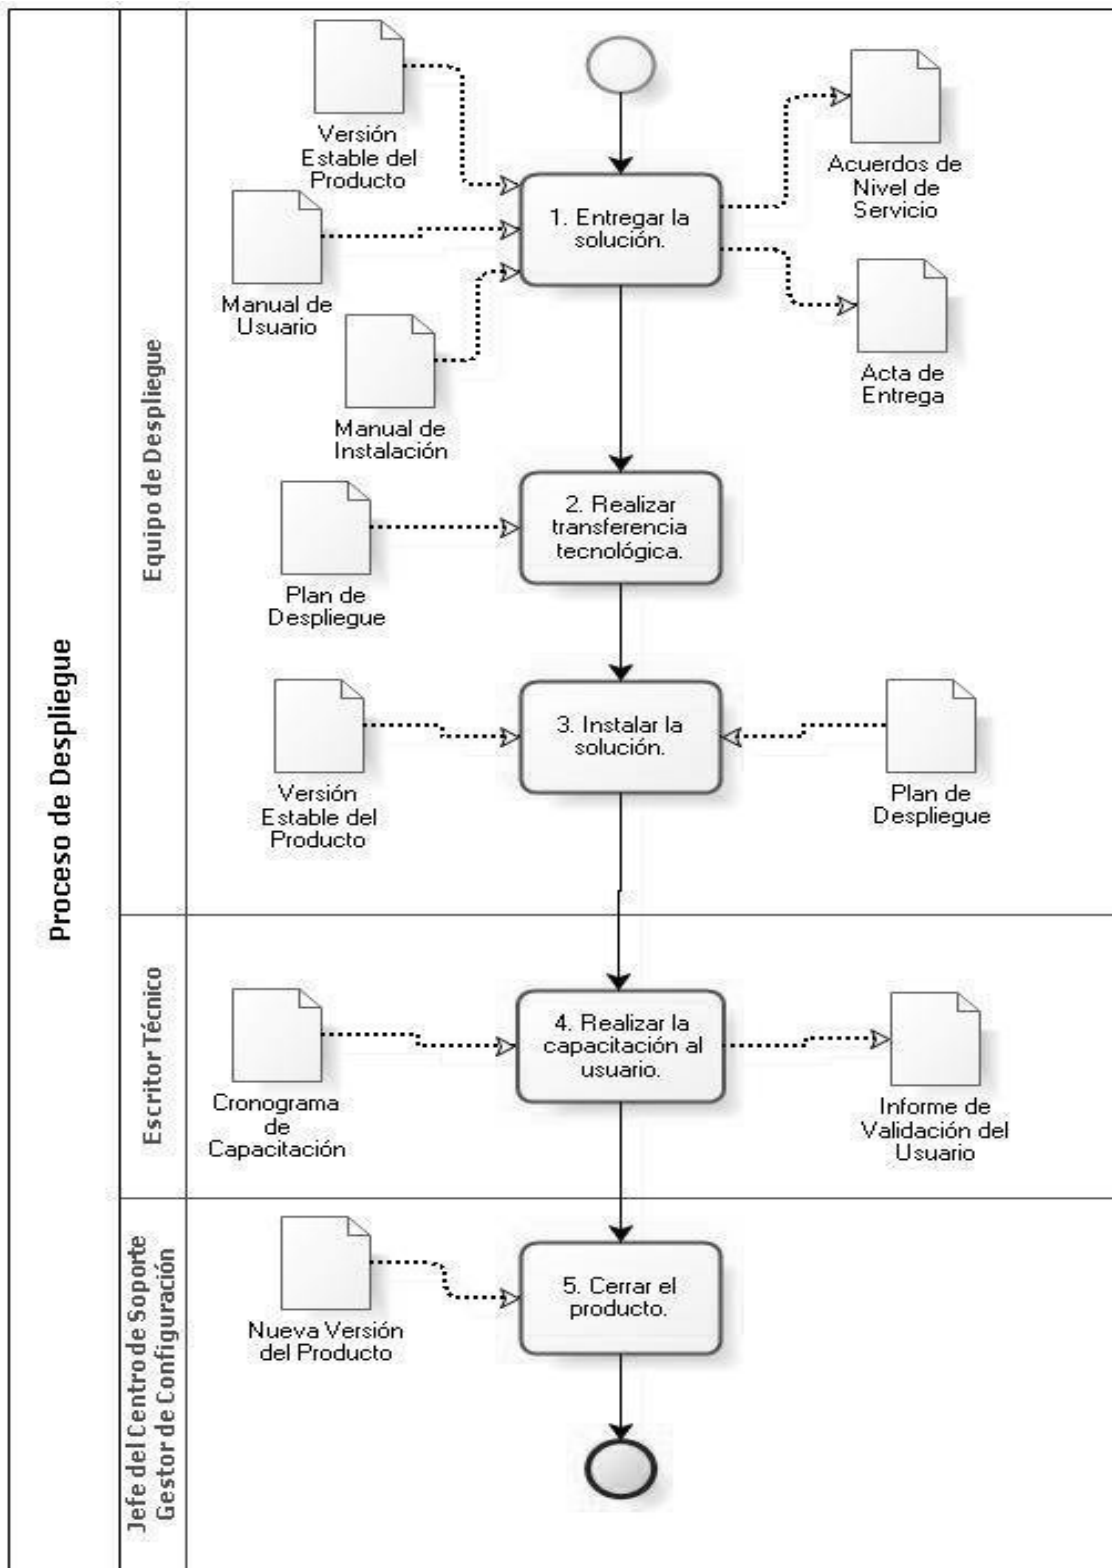 Proceso de Despliegue
Equipo de Despliegue
Versión
Estable del
Producto
Acuerdos de
Nivel de
Servicio
1. Entregar la
solución.
Manual de
Usuario
Acta de
Entrega
Manual de
Instalación
2. Realizar
transferencia
tecnológica.
Plan de
Despliegue
3. Instalar la
solución.
Versión
Estable del
Producto
Plan de
Despliegue
Escritor Técnico
4. Realizar la
capacitación al
usuario.
Cronograma
de
Capacitación
Informe de
Validación del
Usuario
Jefe del Centro de Soporte
Gestor de Configuración
5. Cerrar el
producto.
Nueva Versión
del Producto